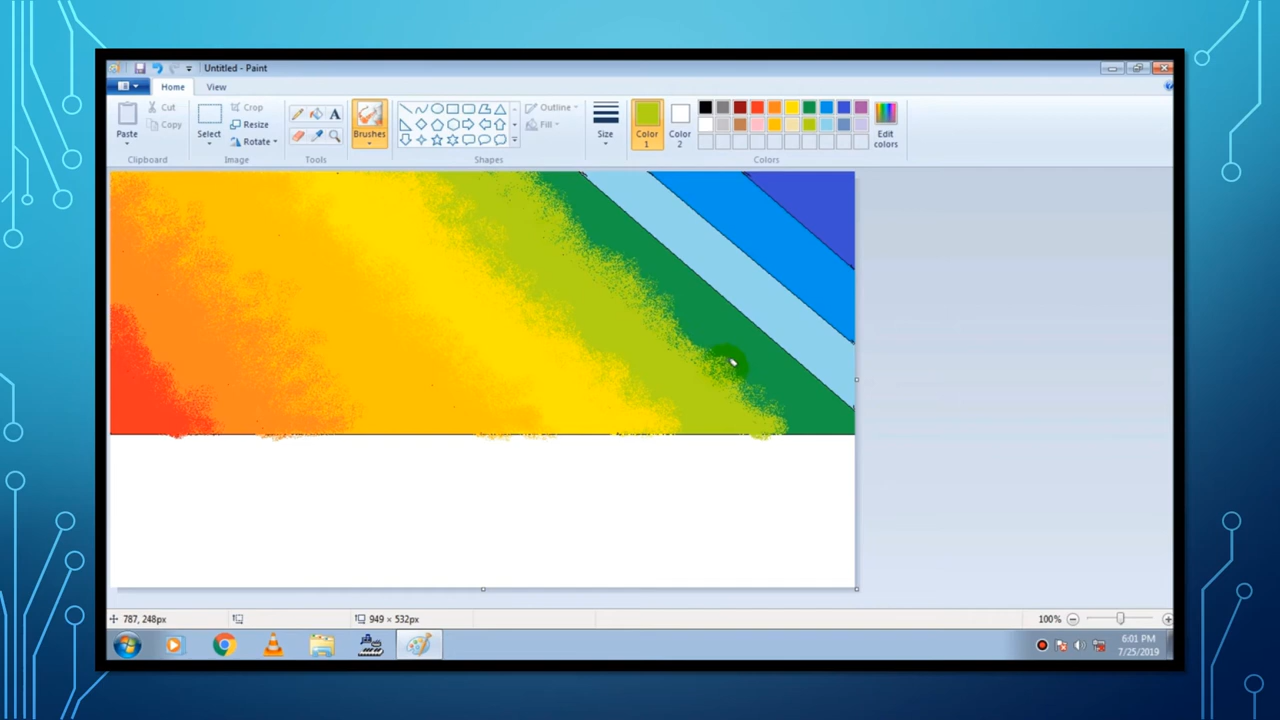 Untitled - Paint
Home View
Cut
Copy
Paste
Clipboard
Crop
Resize
Rotate
Select
Image
A
Tools
Brushes
Outline
Fill
Shapes
Size
Color 1
Color 2
Edit colors
Colors
787, 248px
949 × 532px
100%
6:01 PM
7/25/2019